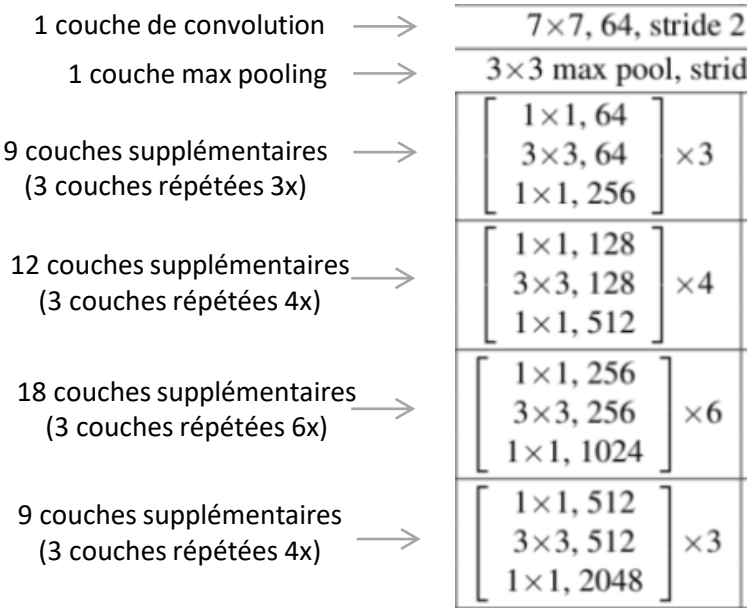 1 couche de convolution
7×7, 64, stride 2
1 couche max pooling
3×3 max pool, strid
9 couches supplémentaires
(3 couches répétées 3x)
1×1, 64
3×3, 64
1×1, 256
×3
12 couches supplémentaires
(3 couches répétées 4x)
1×1, 128
3×3, 128
1×1, 512
×4
18 couches supplémentaires
(3 couches répétées 6x)
1×1, 256
3×3, 256
1×1, 1024
×6
9 couches supplémentaires
(3 couches répétées 4x)
1×1, 512
3×3, 512
1×1, 2048
×3